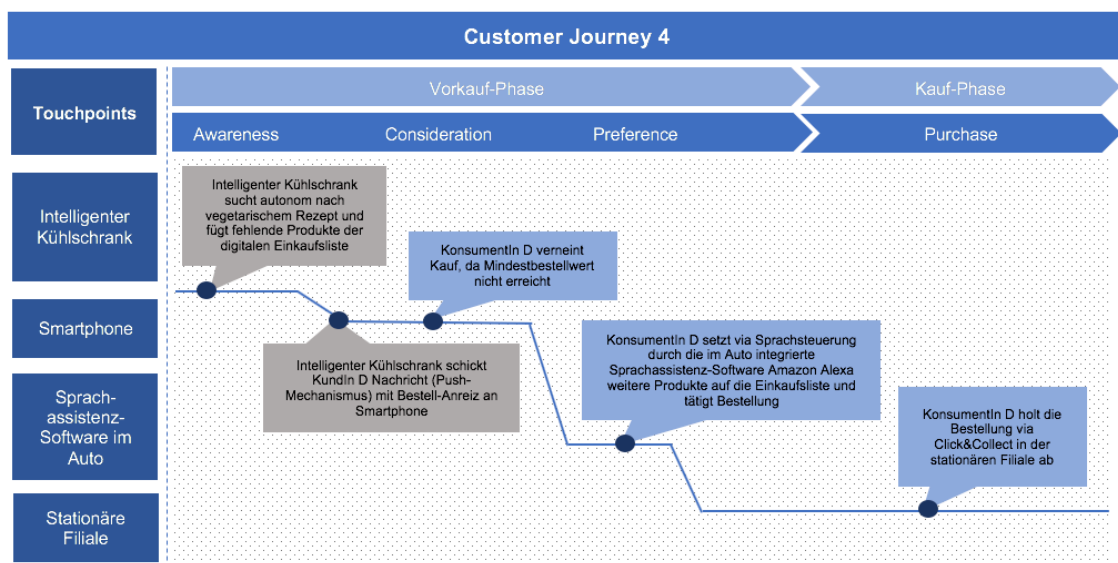 Customer Journey 4
Touchpoints
Vorkauf-Phase
Kauf-Phase
Awareness
Consideration
Preference
Purchase
Intelligenter
Kühlschrank
Intelligenter Kühlschrank
sucht autonom nach
vegetarischem Rezept und
fügt fehlende Produkte der
digitalen Einkaufsliste
KonsumentIn D verneint
Kauf, da Mindestbestellwert
nicht erreicht
Smartphone
Intelligenter Kühlschrank schickt
KundIn D Nachricht (Push-
Mechanismus) mit Bestell-Anreiz an
Smartphone
KonsumentIn D setzt via Sprachsteuerung
durch die im Auto integrierte
Sprachassistenz-Software Amazon Alexa
weitere Produkte auf die Einkaufsliste und
tätigt Bestellung
Sprach-
assistenz-
Software im
Auto
KonsumentIn D holt die
Bestellung via
Click&Collect in der
stationären Filiale ab
Stationäre
Filiale